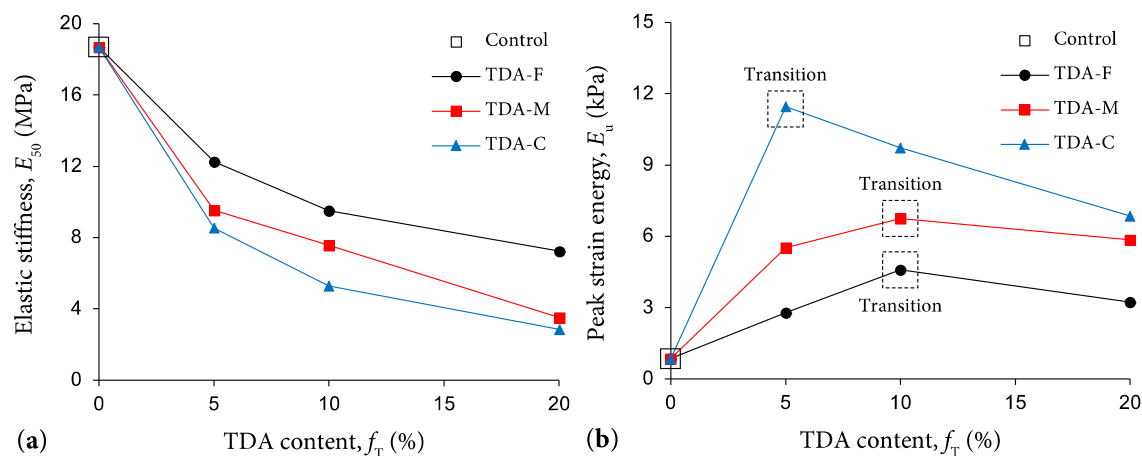 Elastic stiffness, E50 (MPa)
20
16
12
8
4
0
0 5 10 15 20
TDA content, fT (%)
Control
TDA-F
TDA-M
TDA-C
(a)
Peak strain energy, Eu (kPa)
15
12
9
6
3
0
0 5 10 15 20
TDA content, fT (%)
Transition
Transition
Transition
Control
TDA-F
TDA-M
TDA-C
(b)